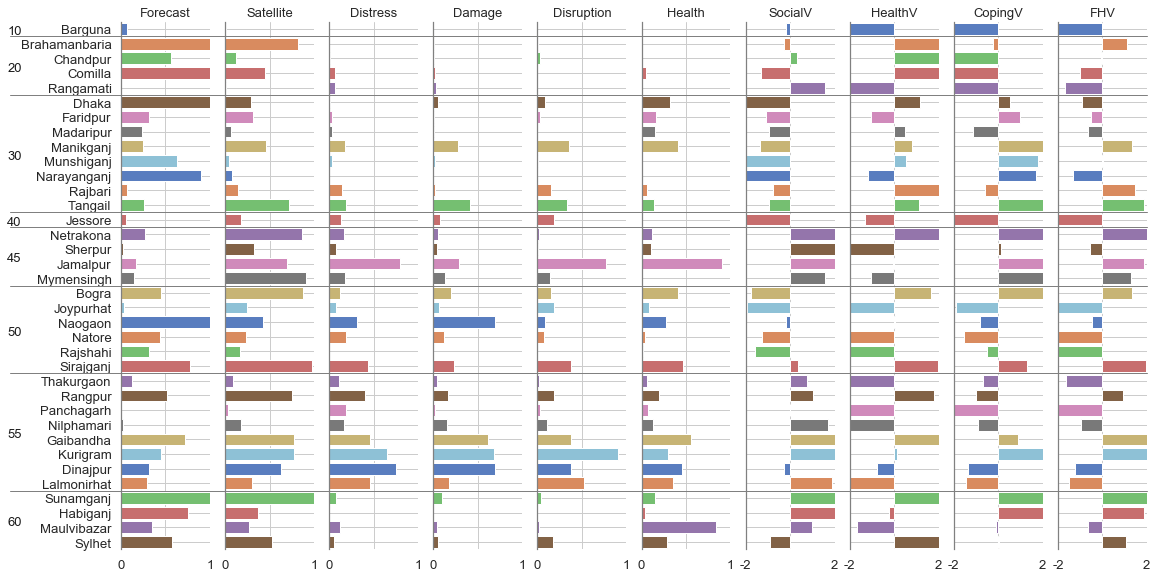 Forecast Satellite Distress Damage Disruption Health SocialV HealthV CopingV FHV
10 Barguna
Brahamanbaria
Chandpur
20
Comilla
Rangamati
Dhaka
Faridpur
Madaripur
Manikganj
30
Munshiganj
Narayanganj
Rajbari
Tangail
40 Jessore
Netrakona
Sherpur
45
Jamalpur
Mymensingh
Bogra
Joypurhat
Naogaon
50
Natore
Rajshahi
Sirajganj
Thakurgaon
Rangpur
Panchagarh
Nilphamari
55
Gaibandha
Kurigram
Dinajpur
Lalmonirhat
Sunamganj
Habiganj
60
Maulvibazar
Sylhet
0 1 0 1 0 1 0 1 0 1 0 1 -2 2 -2 2 -2 2 -2 2